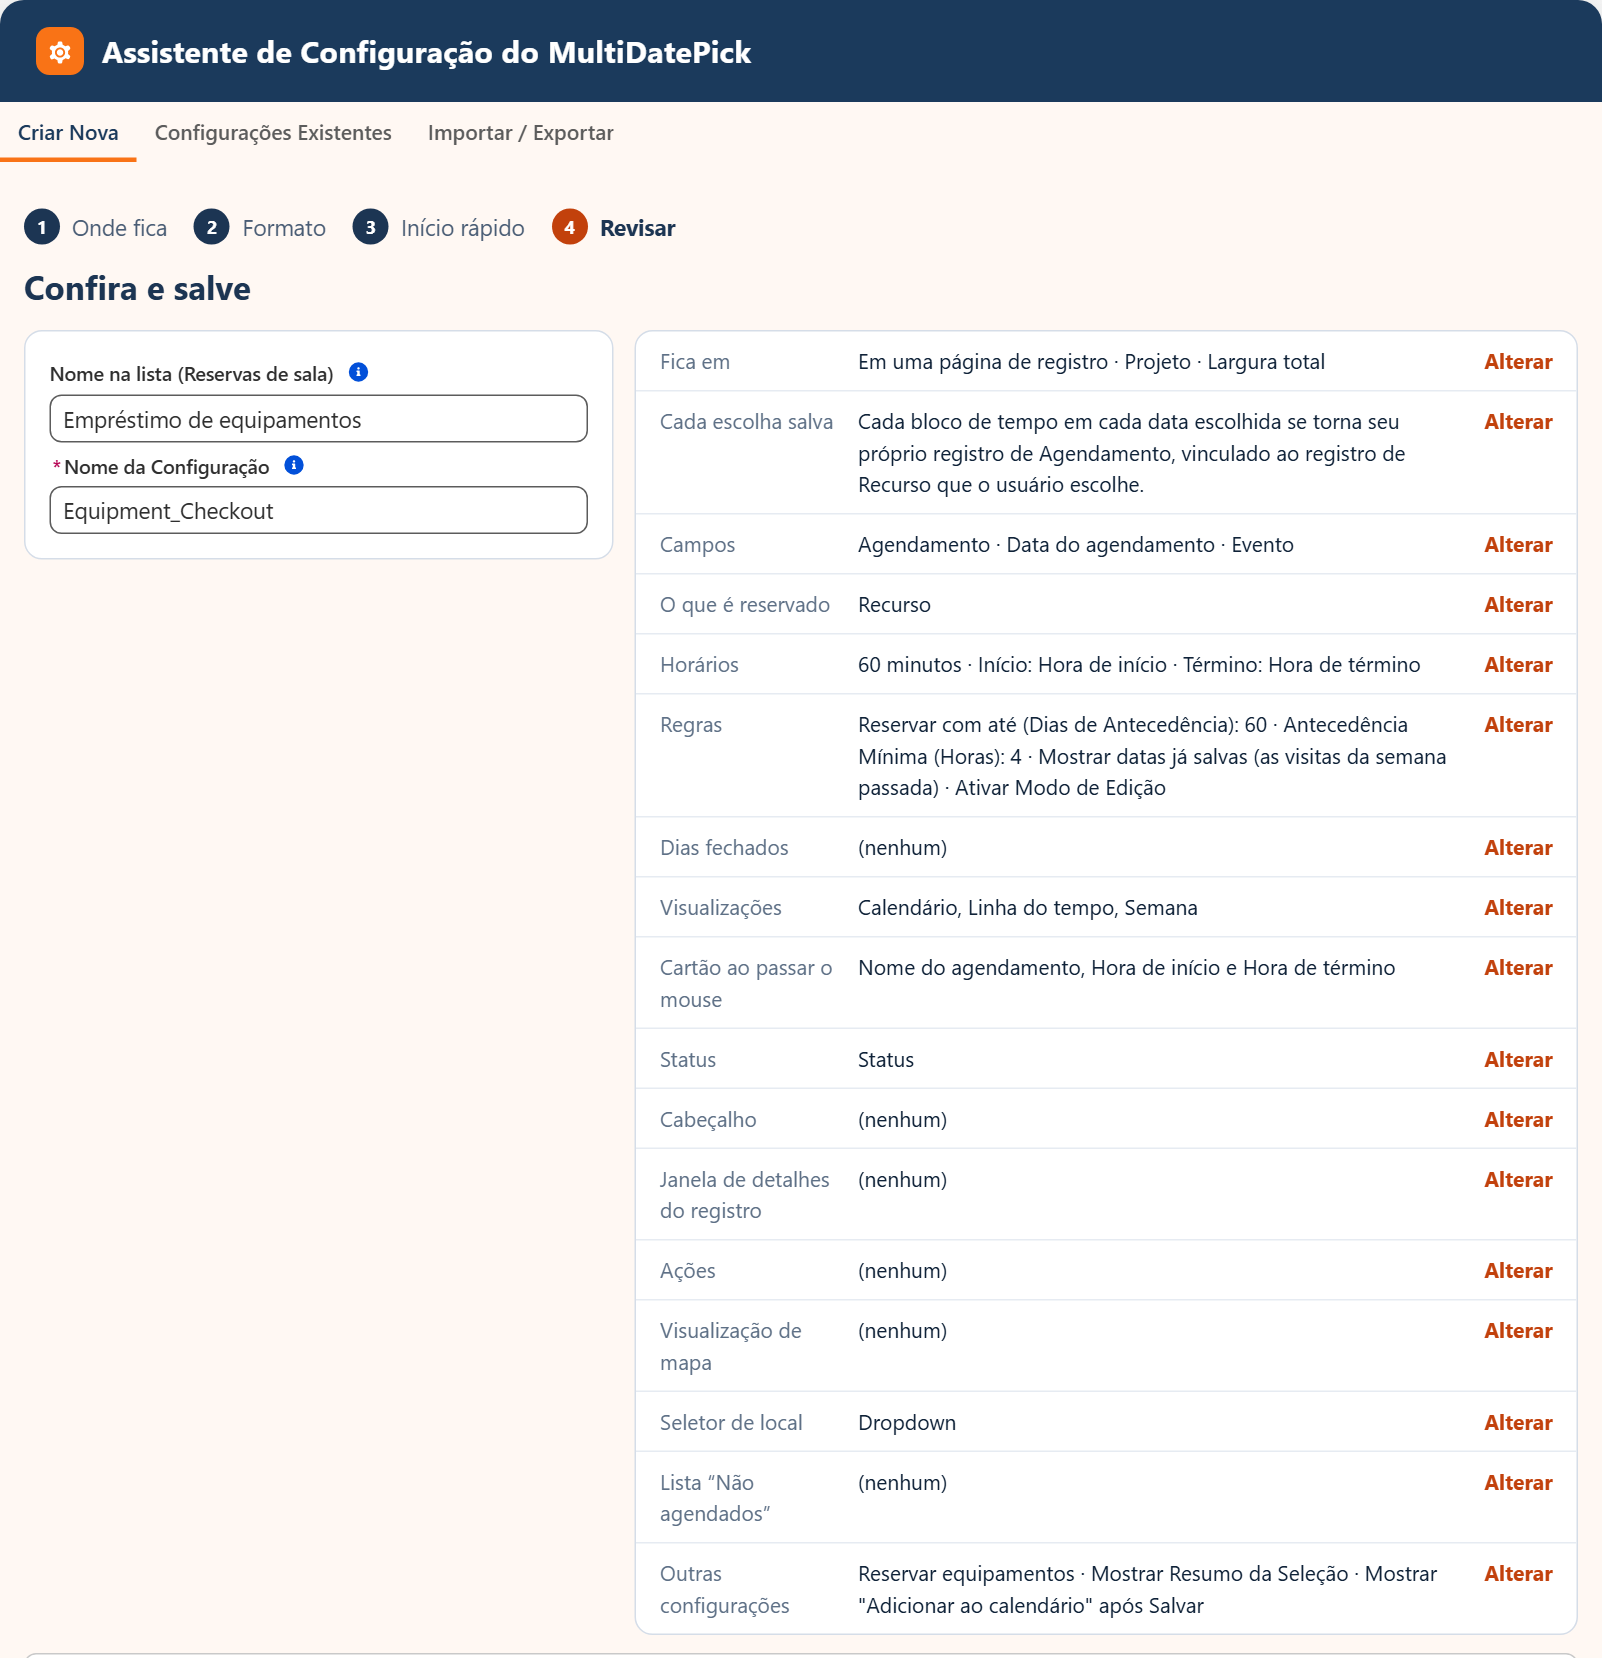 Assistente de Configuração do MultiDatePick
Criar Nova
Configurações Existentes
Importar / Exportar
1 Onde fica
2 Formato
3 Início rápido
4 Revisar
Confira e salve
Nome na lista (Reservas de sala)
Empréstimo de equipamentos
* Nome da Configuração
Equipment_Checkout
Fica em
Em uma página de registro · Projeto · Largura total
Alterar
Cada escolha salva
Cada bloco de tempo em cada data escolhida se torna seu
próprio registro de Agendamento, vinculado ao registro de
Recurso que o usuário escolhe.
Alterar
Campos
Agendamento · Data do agendamento · Evento
Alterar
O que é reservado
Recurso
Alterar
Horários
60 minutos · Início: Hora de início · Término: Hora de término
Alterar
Regras
Reservar com até (Dias de Antecedência): 60 · Antecedência
Mínima (Horas): 4 · Mostrar datas já salvas (as visitas da semana
passada) · Ativar Modo de Edição
Alterar
Dias fechados
(nenhum)
Alterar
Visualizações
Calendário, Linha do tempo, Semana
Alterar
Cartão ao passar o
mouse
Nome do agendamento, Hora de início e Hora de término
Alterar
Status
Status
Alterar
Cabeçalho
(nenhum)
Alterar
Janela de detalhes
do registro
(nenhum)
Alterar
Ações
(nenhum)
Alterar
Visualização de
mapa
(nenhum)
Alterar
Seletor de local
Dropdown
Alterar
Lista “Não
agendados”
(nenhum)
Alterar
Outras
configurações
Reservar equipamentos · Mostrar Resumo da Seleção · Mostrar
"Adicionar ao calendário" após Salvar
Alterar